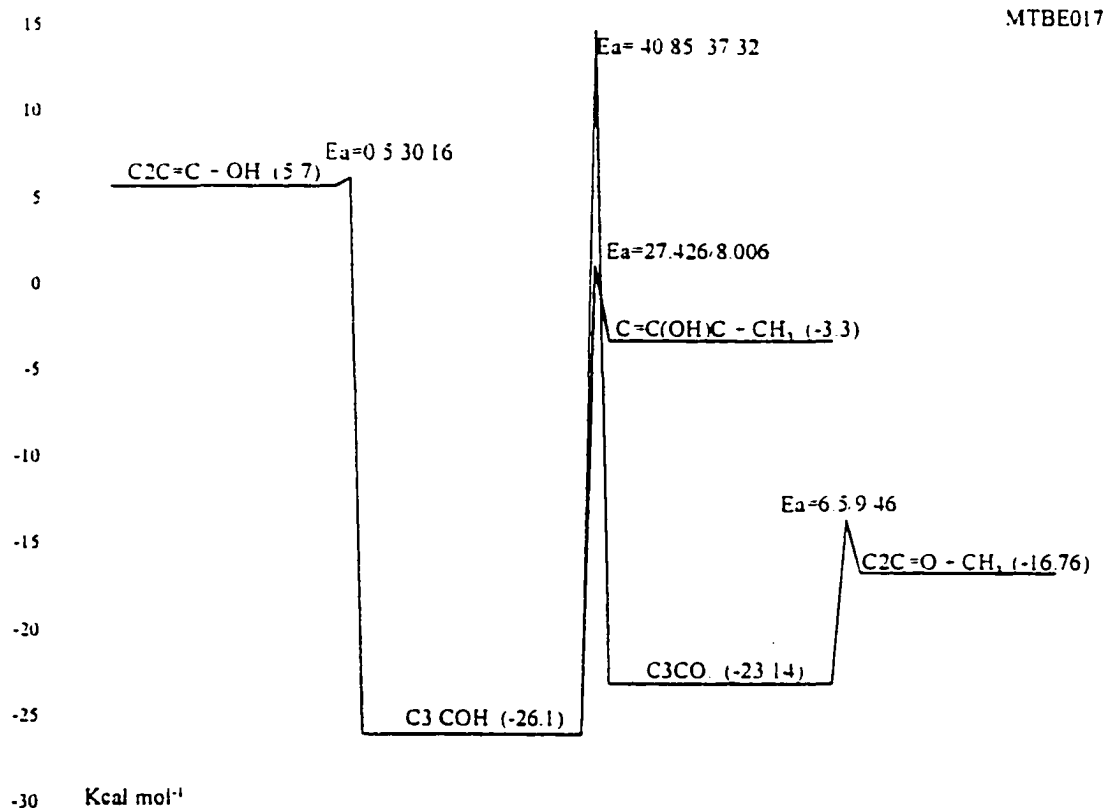 MTBE017
15
Ea= 40 85 37 32
10
Ea=0 5 30 16
C2C=C - OH (5 7)
5
Ea=27.426/8.006
0
C=C(OH)C - CH3 (-3.3)
-5
-10
Ea=6 5/9 46
-15
C2C=O - CH3 (-16.76)
-20
C3CO. (-23 14)
-25
C3 COH (-26.1)
-30
Kcal mol-1